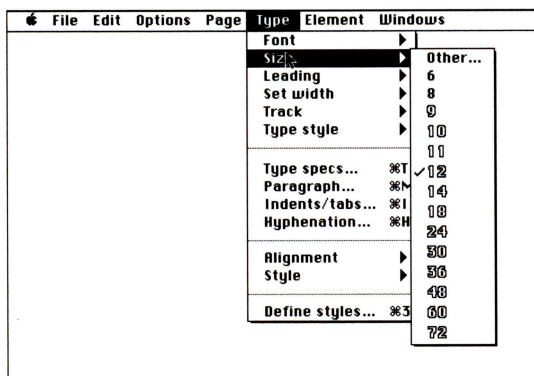 File Edit Options Page Type Element Windows
Font
Size
Leading
Set width
Track
Type style
Type specs... ⌘T
Paragraph... ⌘M
Indents/tabs... ⌘I
Hyphenation... ⌘H
Alignment
Style
Define styles... ⌘3
Other...
6
8
9
10
11
✓12
14
18
24
30
36
48
60
72